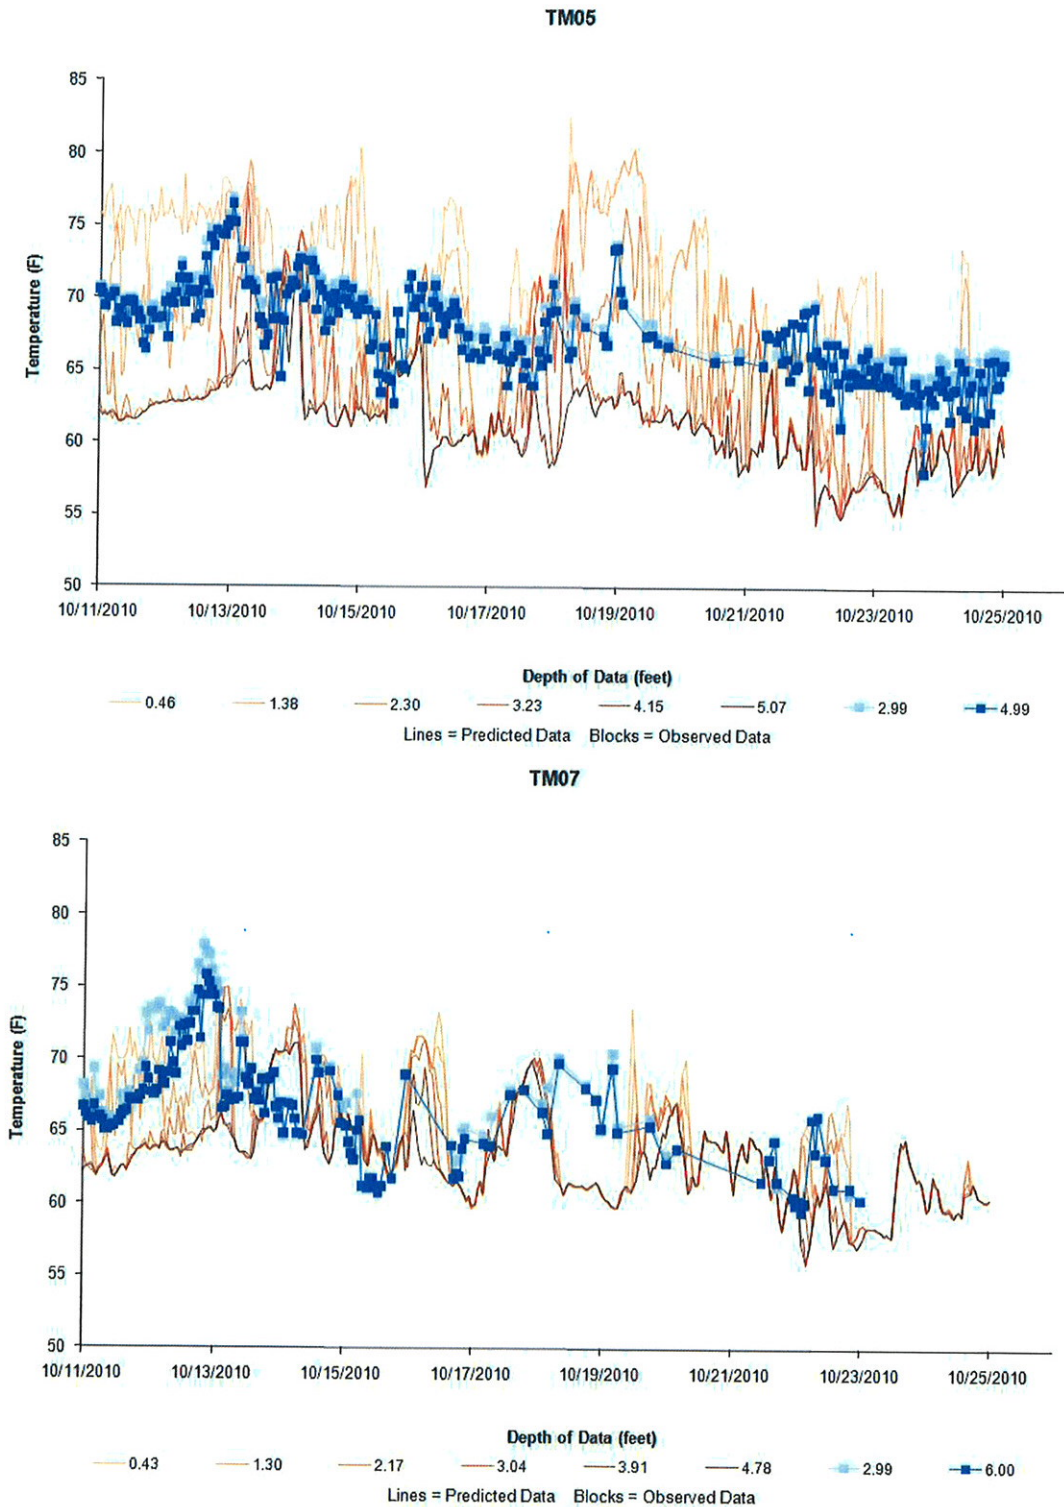 TM05
85
80
75
70
65
60
55
50
Temperature (F)
10/11/2010 10/13/2010 10/15/2010 10/17/2010 10/19/2010 10/21/2010 10/23/2010 10/25/2010
Depth of Data (feet)
0.46 1.38 2.30 3.23 4.15 5.07 2.99 4.99
Lines = Predicted Data Blocks = Observed Data
TM07
85
80
75
70
65
60
55
50
Temperature (F)
10/11/2010 10/13/2010 10/15/2010 10/17/2010 10/19/2010 10/21/2010 10/23/2010 10/25/2010
Depth of Data (feet)
0.43 1.30 2.17 3.04 3.91 4.78 2.99 6.00
Lines = Predicted Data Blocks = Observed Data